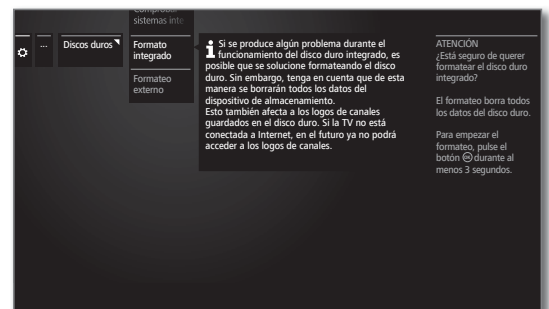 Comprobar
sistemas inte
...
Discos duros
Formato
integrado
Formateo
externo
Si se produce algún problema durante el
funcionamiento del disco duro integrado, es
posible que se solucione formateando el disco
duro. Sin embargo, tenga en cuenta que de esta
manera se borrarán todos los datos del
dispositivo de almacenamiento.
Esto también afecta a los logos de canales
guardados en el disco duro. Si la TV no está
conectada a Internet, en el futuro ya no podrá
acceder a los logos de canales.
ATENCIÓN
¿Está seguro de querer
formatear el disco duro
integrado?
El formateo borra todos
los datos del disco duro.
Para empezar el
formateo, pulse el
botón OK durante al
menos 3 segundos.